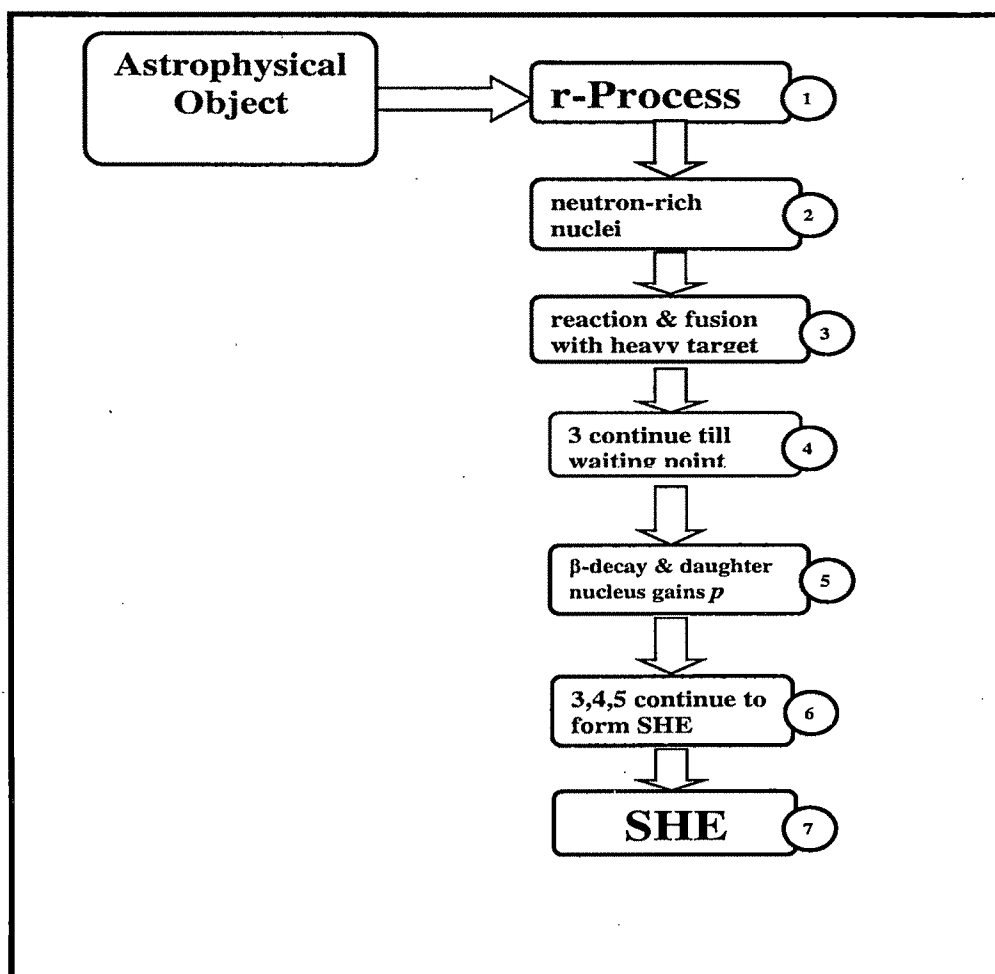 Astrophysical
Object
r-Process
1
neutron-rich
nuclei
2
reaction & fusion
with heavy target
3
3 continue till
waiting point
4
β-decay & daughter
nucleus gains p
5
3,4,5 continue to
form SHE
6
SHE
7